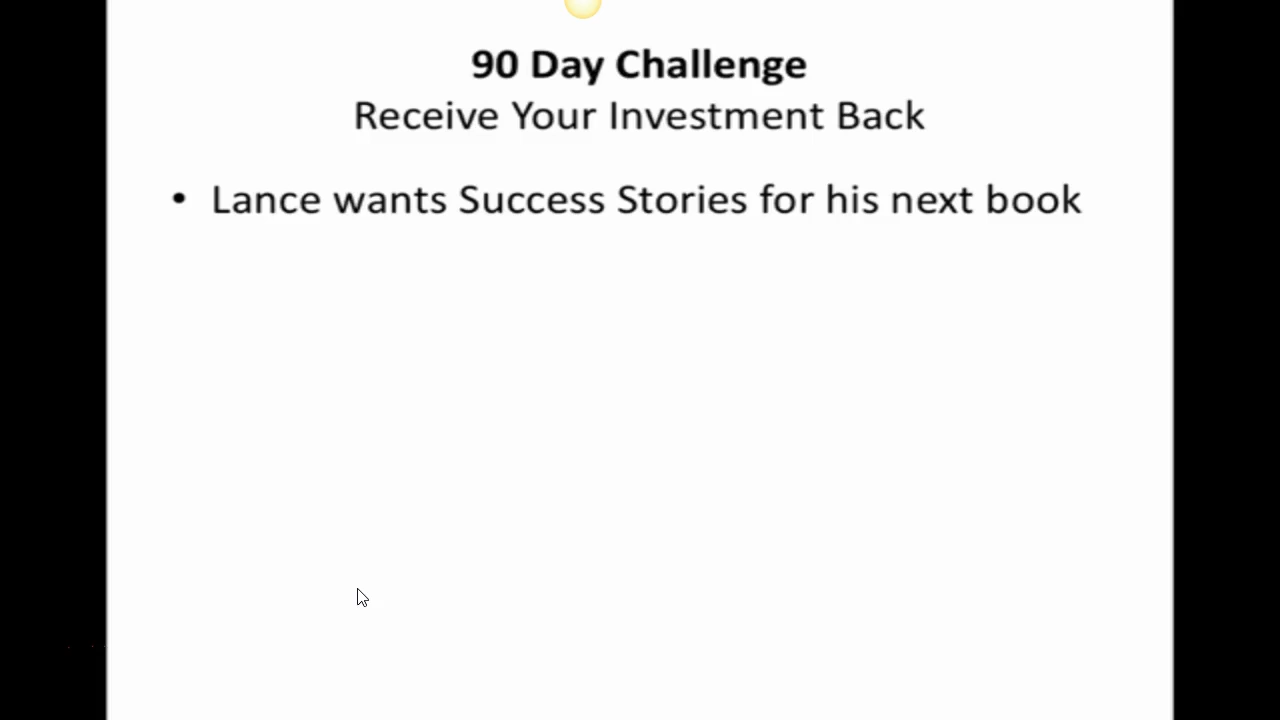 90 Day Challenge
Receive Your Investment Back
• Lance wants Success Stories for his next book